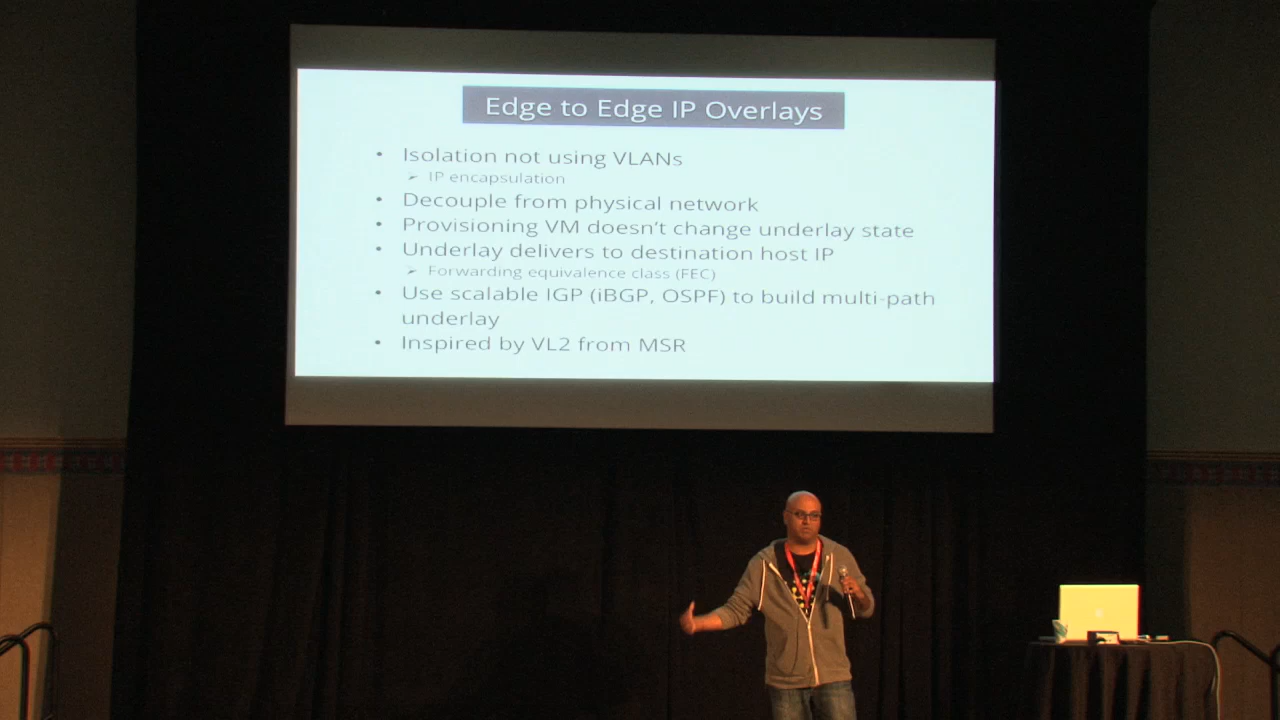 Edge to Edge IP Overlays
• Isolation not using VLANs
➢ IP encapsulation
• Decouple from physical network
• Provisioning VM doesn't change underlay state
• Underlay delivers to destination host IP
➢ Forwarding equivalence class (FEC)
• Use scalable IGP (iBGP, OSPF) to build multi-path
underlay
• Inspired by VL2 from MSR